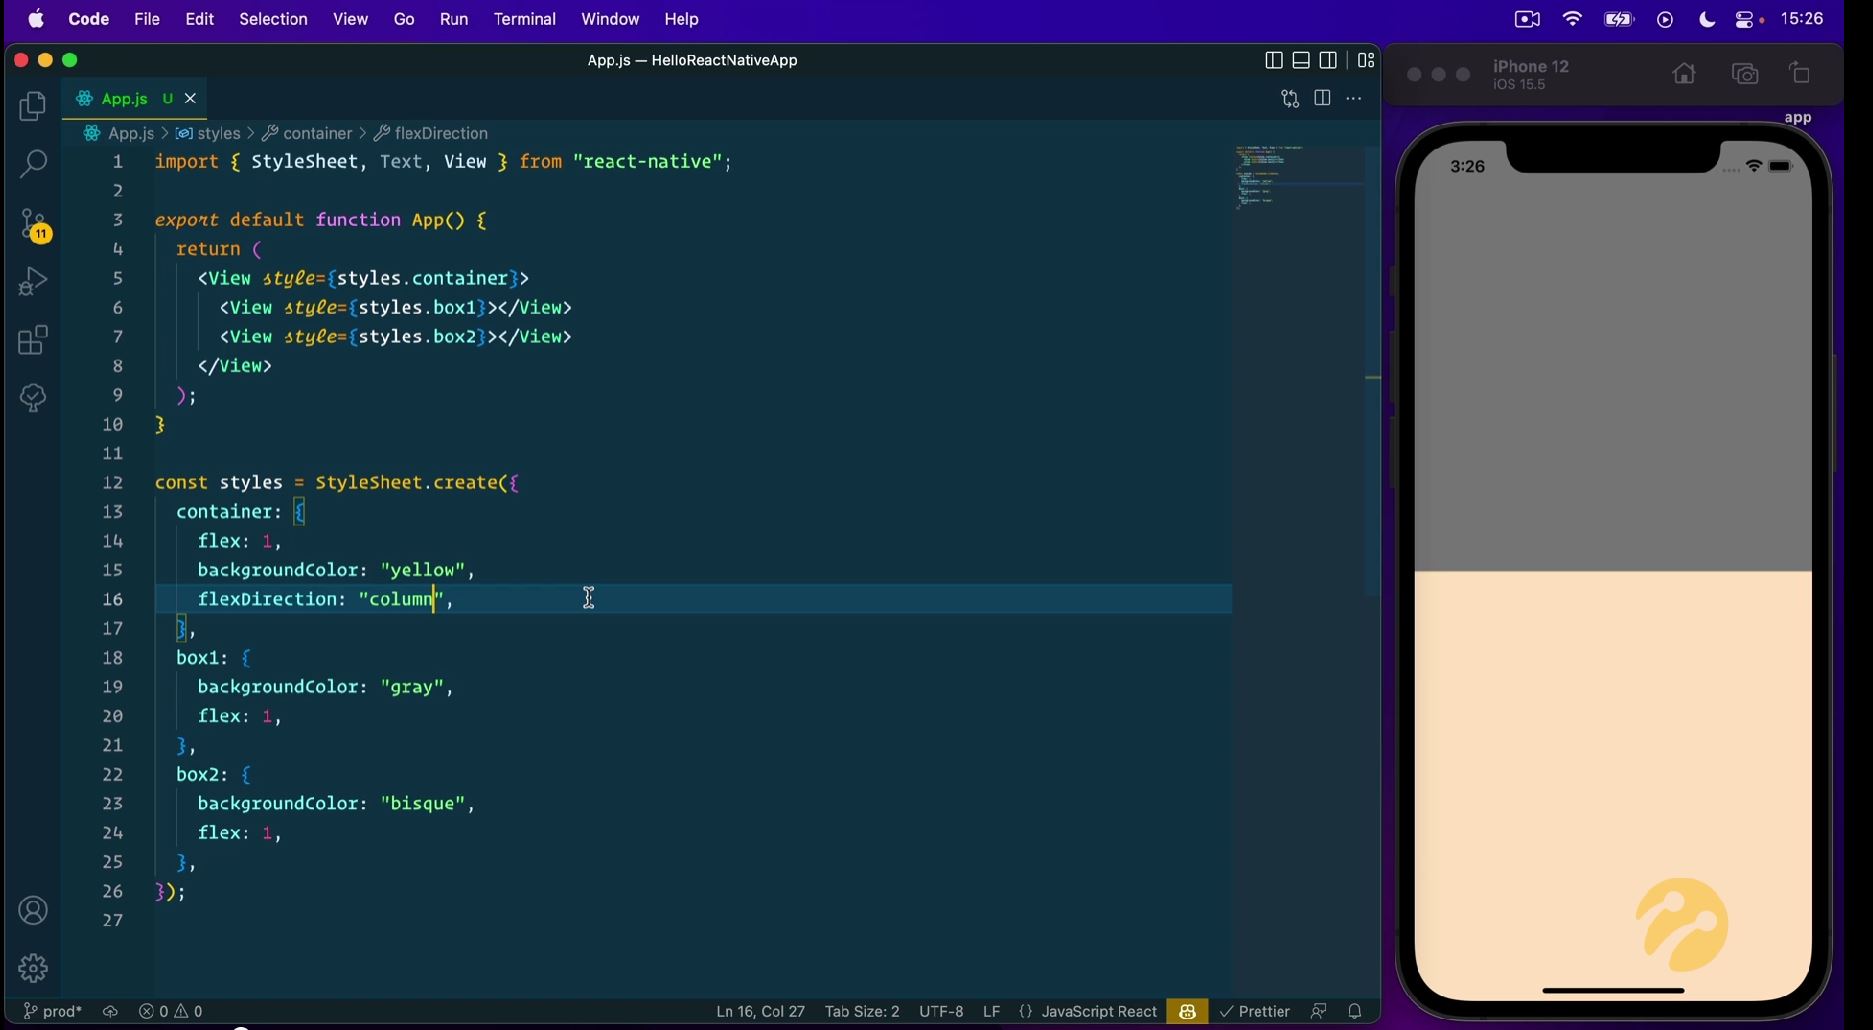 Code File Edit Selection View Go Run Terminal Window Help 15:26
App.js — HelloReactNativeApp
iPhone 12
iOS 15.5
App.js U
app
App.js > styles > container > flexDirection
1 import { StyleSheet, Text, View } from "react-native";
2
3 export default function App() {
4 return (
5 <View style={styles.container}>
6 <View style={styles.box1}></View>
7 <View style={styles.box2}></View>
8 </View>
9 );
10 }
11
12 const styles = StyleSheet.create({
13 container: {
14 flex: 1,
15 backgroundColor: "yellow",
16 flexDirection: "column",
17 },
18 box1: {
19 backgroundColor: "gray",
20 flex: 1,
21 },
22 box2: {
23 backgroundColor: "bisque",
24 flex: 1,
25 },
26 });
27
11
3:26
prod* 0 0 Ln 16, Col 27 Tab Size: 2 UTF-8 LF {} JavaScript React Prettier